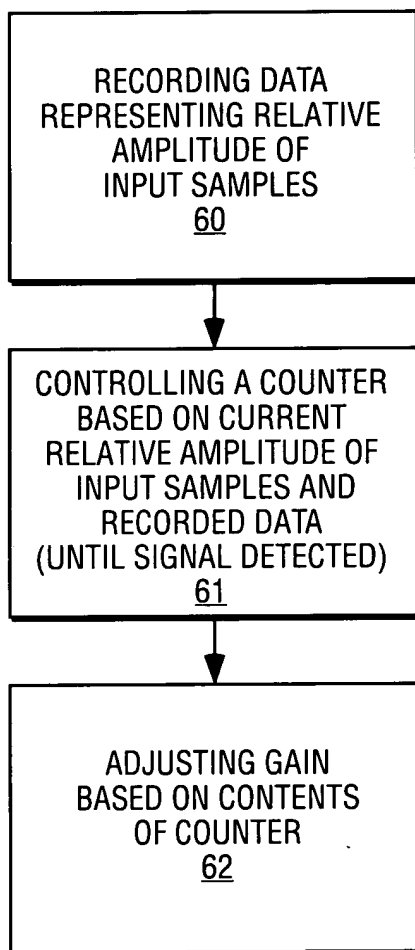 RECORDING DATA
REPRESENTING RELATIVE
AMPLITUDE OF
INPUT SAMPLES
60
CONTROLLING A COUNTER
BASED ON CURRENT
RELATIVE AMPLITUDE OF
INPUT SAMPLES AND
RECORDED DATA
(UNTIL SIGNAL DETECTED)
61
ADJUSTING GAIN
BASED ON CONTENTS
OF COUNTER
62